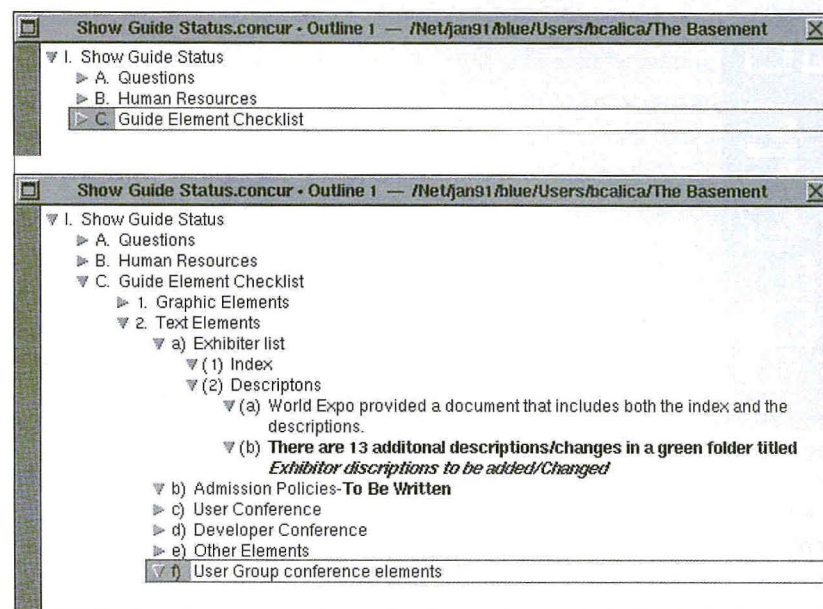 Show Guide Status.concur • Outline 1 — /Net/jan91/blue/Users/bcalica/The Basement
I. Show Guide Status
A. Questions
B. Human Resources
C. Guide Element Checklist
Show Guide Status.concur • Outline 1 — /Net/jan91/blue/Users/bcalica/The Basement
I. Show Guide Status
A. Questions
B. Human Resources
C. Guide Element Checklist
1. Graphic Elements
2. Text Elements
a) Exhibiter list
(1) Index
(2) Descriptons
(a) World Expo provided a document that includes both the index and the
descriptions.
(b) There are 13 additonal descriptions/changes in a green folder titled
Exhibitor discriptions to be added/Changed
b) Admission Policies-To Be Written
c) User Conference
d) Developer Conference
e) Other Elements
f) User Group conference elements